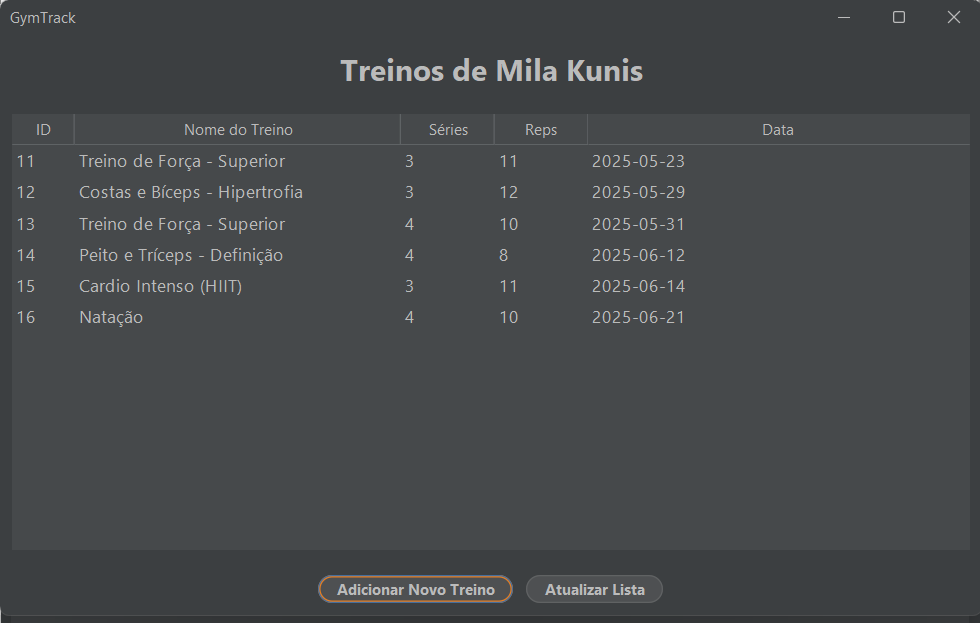 GymTrack
Treinos de Mila Kunis
ID Nome do Treino Séries Reps Data
11 Treino de Força - Superior 3 11 2025-05-23
12 Costas e Bíceps - Hipertrofia 3 12 2025-05-29
13 Treino de Força - Superior 4 10 2025-05-31
14 Peito e Tríceps - Definição 4 8 2025-06-12
15 Cardio Intenso (HIIT) 3 11 2025-06-14
16 Natação 4 10 2025-06-21
Adicionar Novo Treino Atualizar Lista